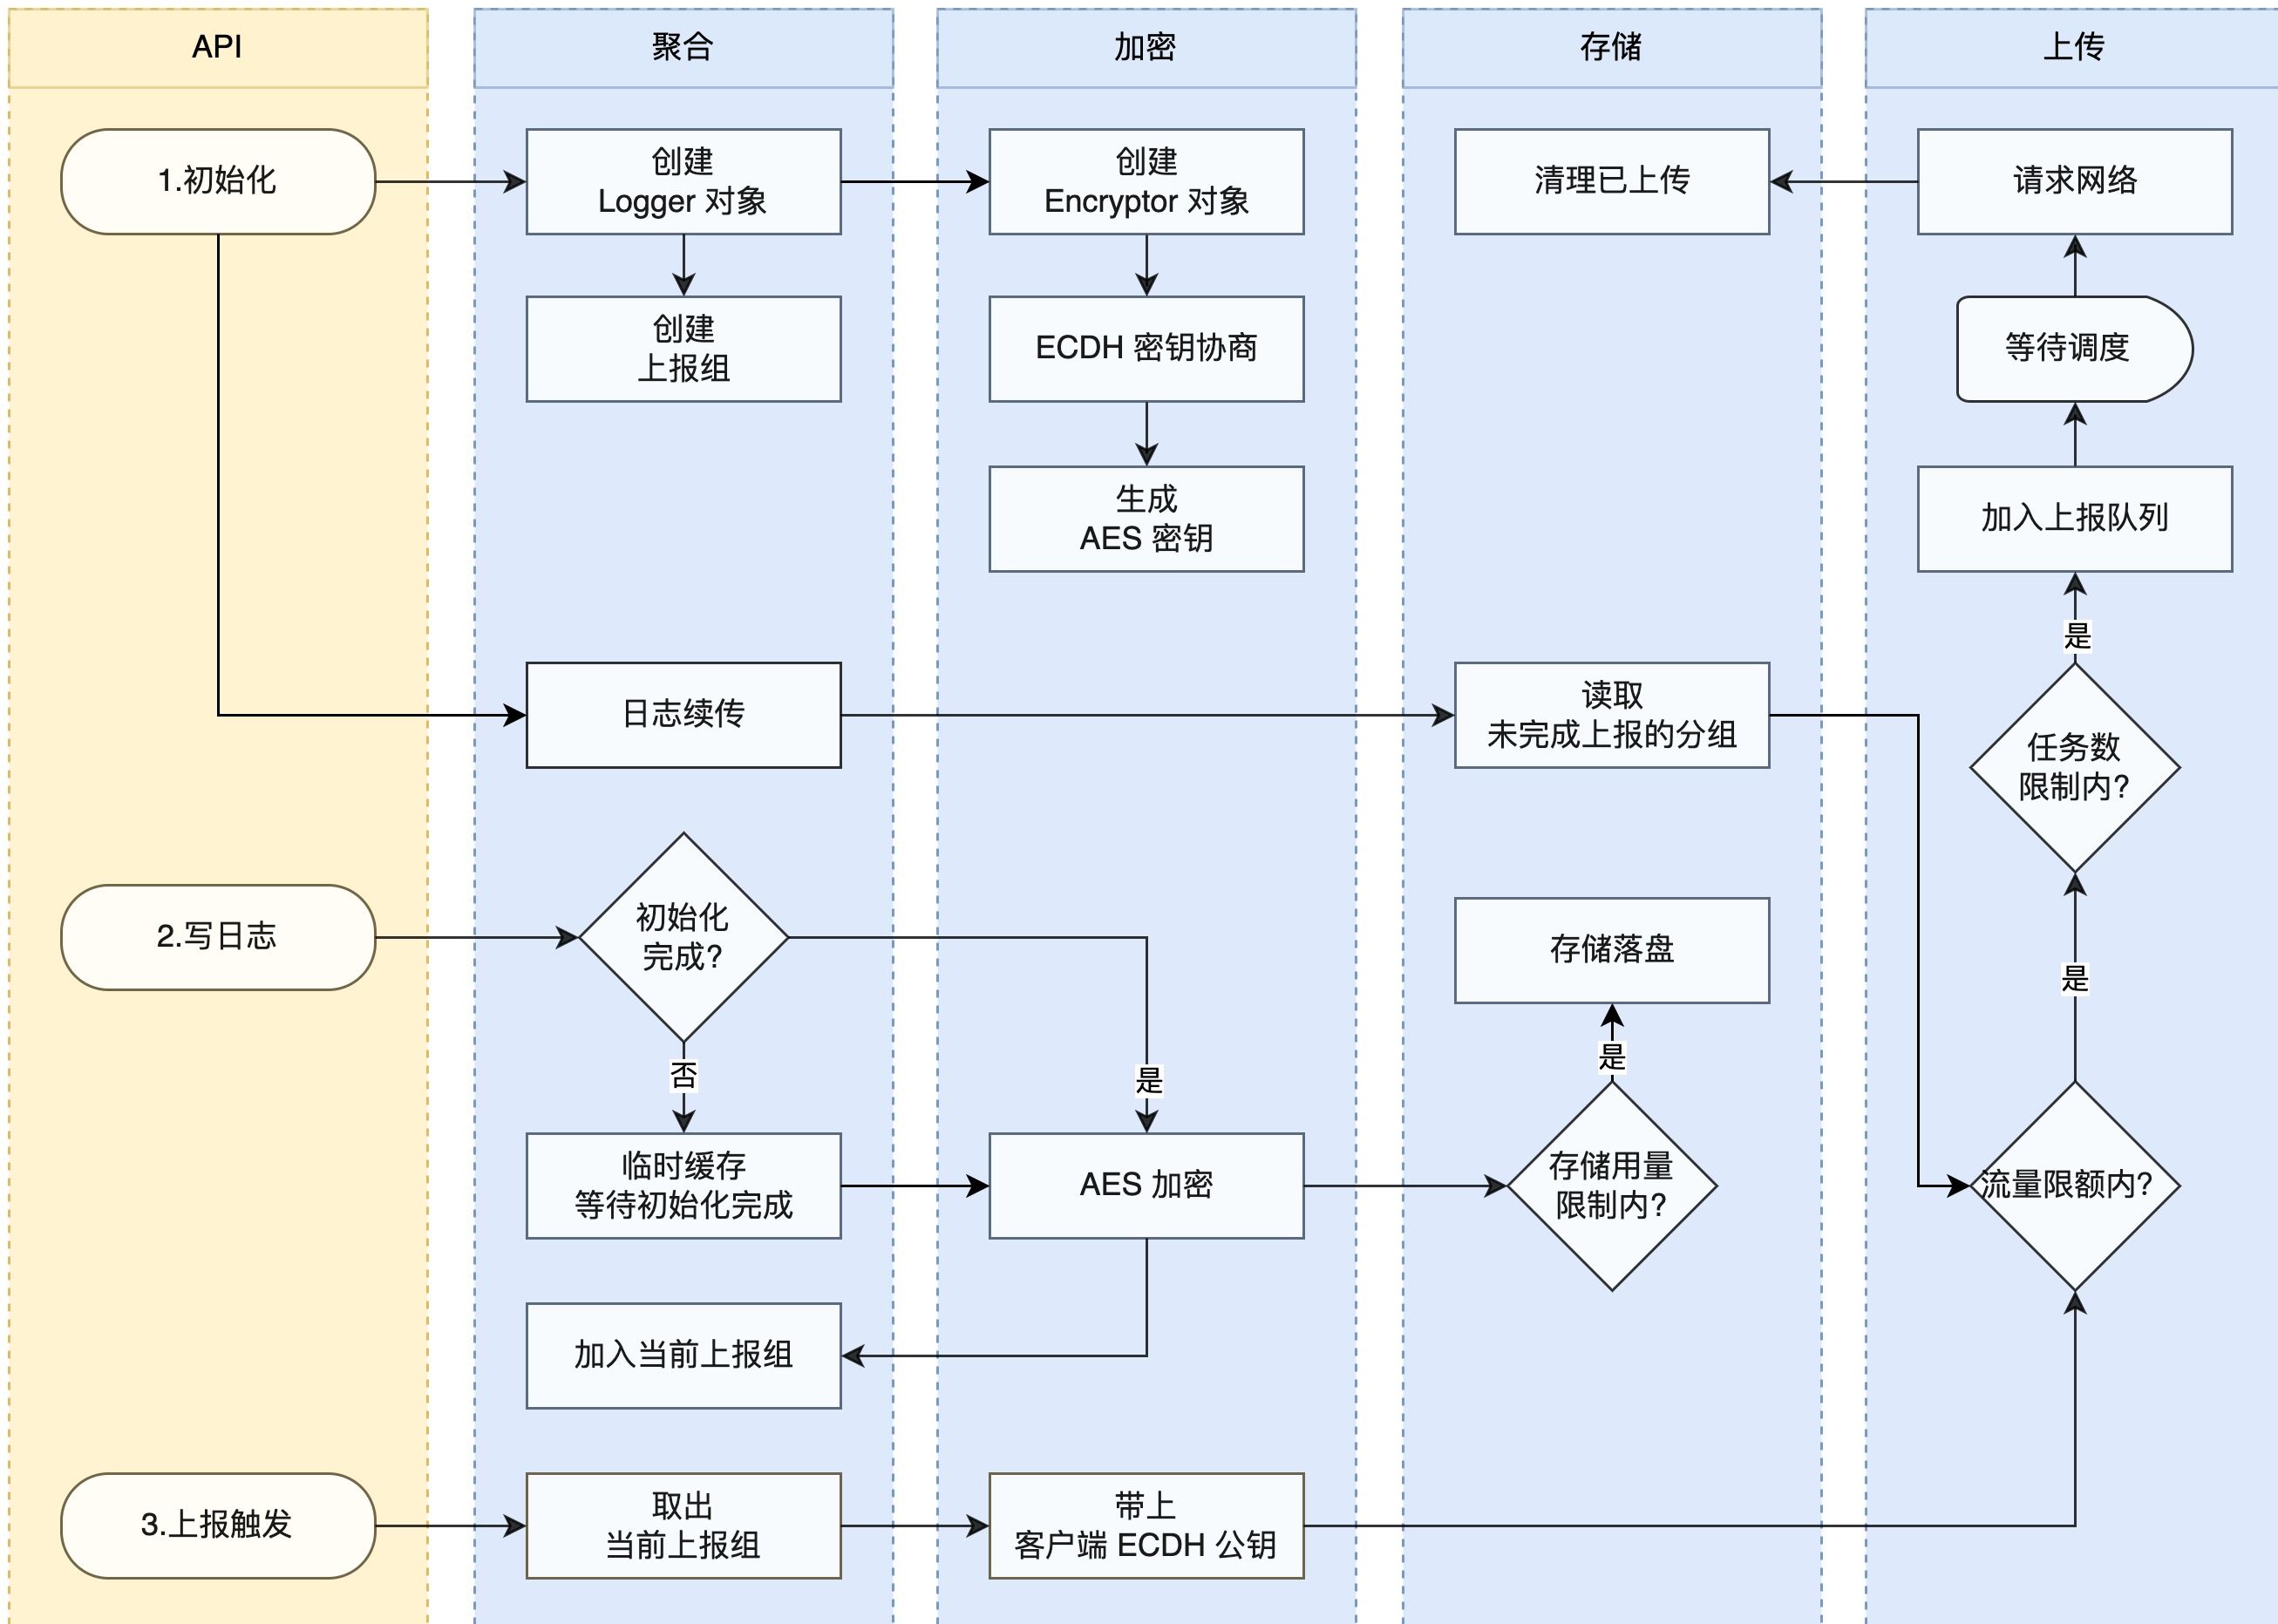 API
聚合
加密
存储
上传
1.初始化
创建
Logger 对象
创建
Encryptor 对象
清理已上传
请求网络
创建
上报组
ECDH 密钥协商
等待调度
生成
AES 密钥
加入上报队列
是
日志续传
读取
未完成上报的分组
任务数
限制内?
2.写日志
初始化
完成?
存储落盘
是
否
是
是
临时缓存
等待初始化完成
AES 加密
存储用量
限制内?
流量限额内?
加入当前上报组
3.上报触发
取出
当前上报组
带上
客户端 ECDH 公钥